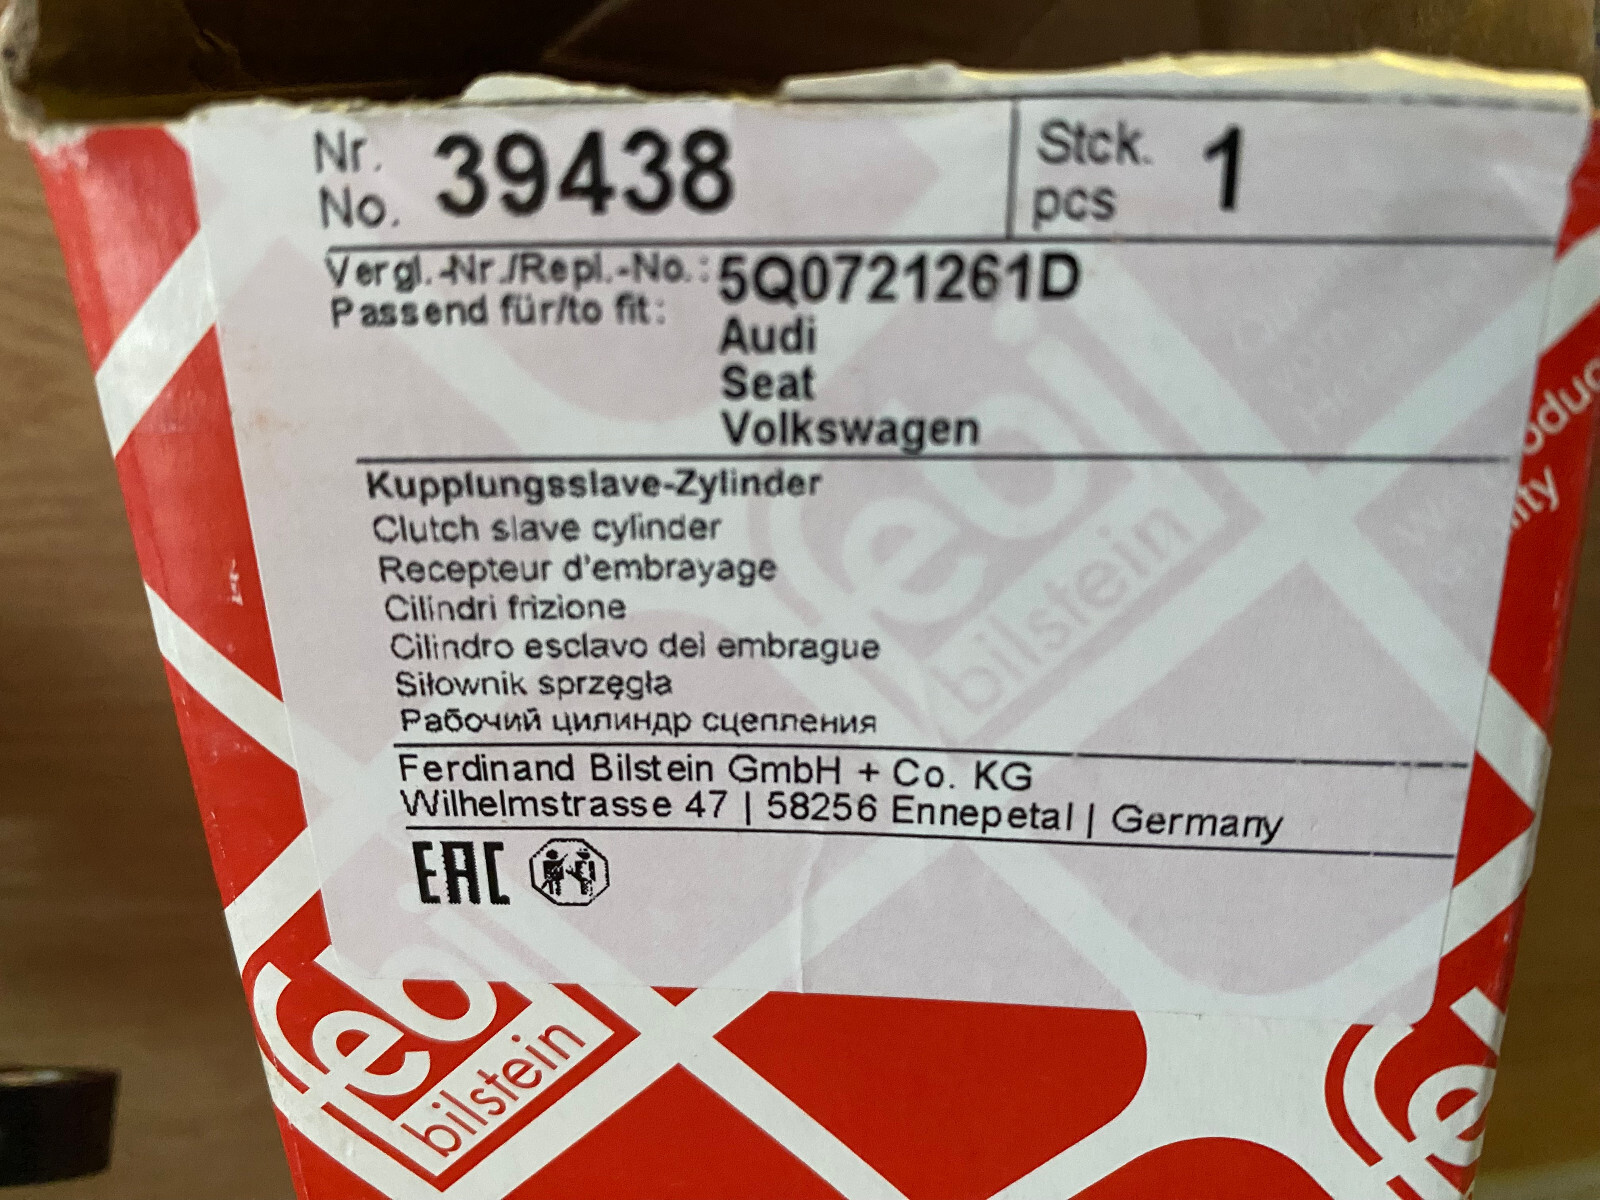 Nr. 39438 Stck. 1
No. pcs
Vergl.-Nr./Repl.-No.: 5Q0721261D
Passend für/to fit:
Audi
Seat
Volkswagen
Kupplungsslave-Zylinder
Clutch slave cylinder
Recepteur d'embrayage
Cilindri frizione
Cilindro esclavo del embrague
Siłownik sprzęgła
Рабочий цилиндр сцепления
Ferdinand Bilstein GmbH + Co. KG
Wilhelmstrasse 47 | 58256 Ennepetal | Germany
EAC
febi
bilstein
febi
bilstein